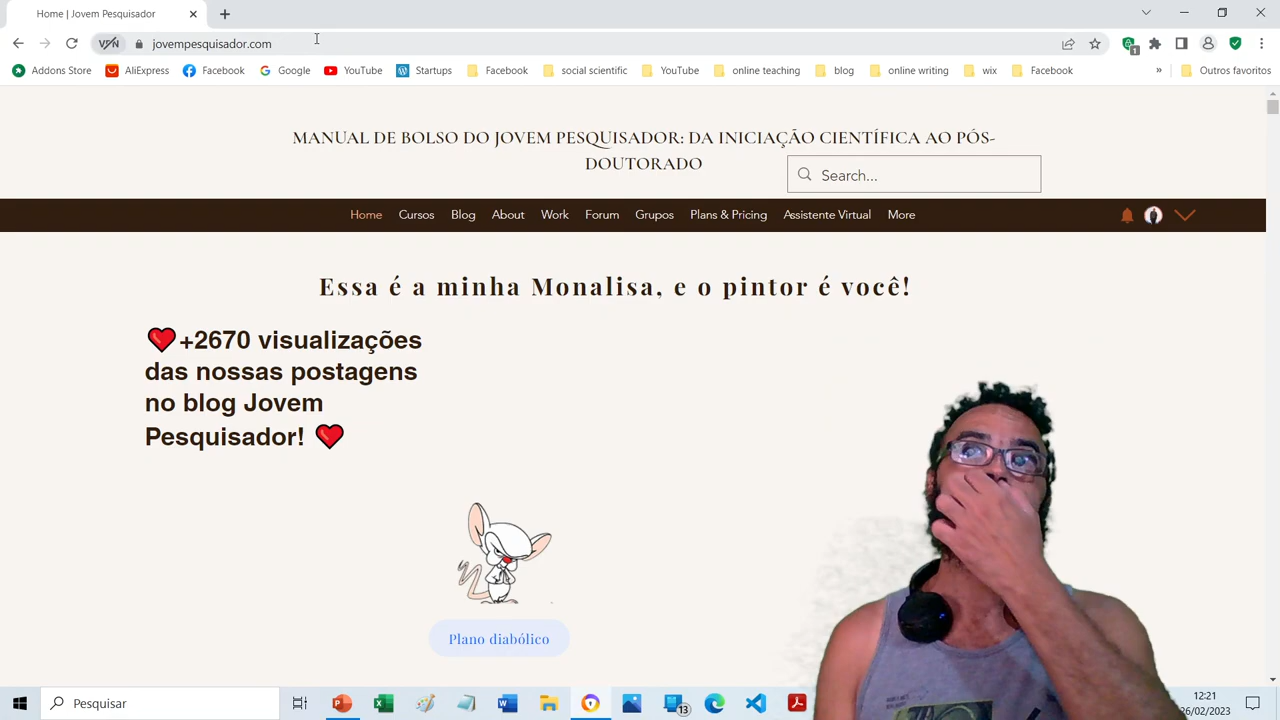 Home | Jovem Pesquisador
VPN
jovempesquisador.com
1
Addons Store
AliExpress
Facebook
Google
YouTube
Startups
Facebook
social scientific
YouTube
online teaching
blog
online writing
wix
Facebook
»
Outros favoritos
MANUAL DE BOLSO DO JOVEM PESQUISADOR: DA INICIAÇÃO CIENTÍFICA AO PÓS-
DOUTORADO
Search...
Home
Cursos
Blog
About
Work
Forum
Grupos
Plans & Pricing
Assistente Virtual
More
Essa é a minha Monalisa, e o pintor é você!
+2670 visualizações
das nossas postagens
no blog Jovem
Pesquisador!
Plano diabólico
Pesquisar
13
12:21
26/02/2023